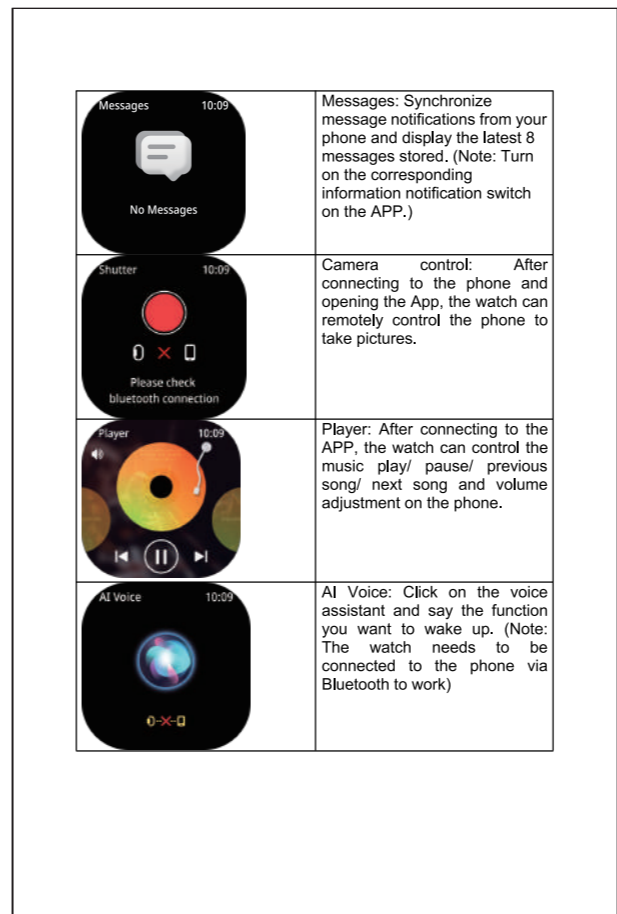 Messages 10:09
No Messages
Messages: Synchronize
message notifications from your
phone and display the latest 8
messages stored. (Note: Turn
on the corresponding
information notification switch
on the APP.)
Shutter 10:09
Please check
bluetooth connection
Camera control: After
connecting to the phone and
opening the App, the watch can
remotely control the phone to
take pictures.
Player 10:09
Player: After connecting to the
APP, the watch can control the
music play/ pause/ previous
song/ next song and volume
adjustment on the phone.
AI Voice 10:09
AI Voice: Click on the voice
assistant and say the function
you want to wake up. (Note:
The watch needs to be
connected to the phone via
Bluetooth to work)